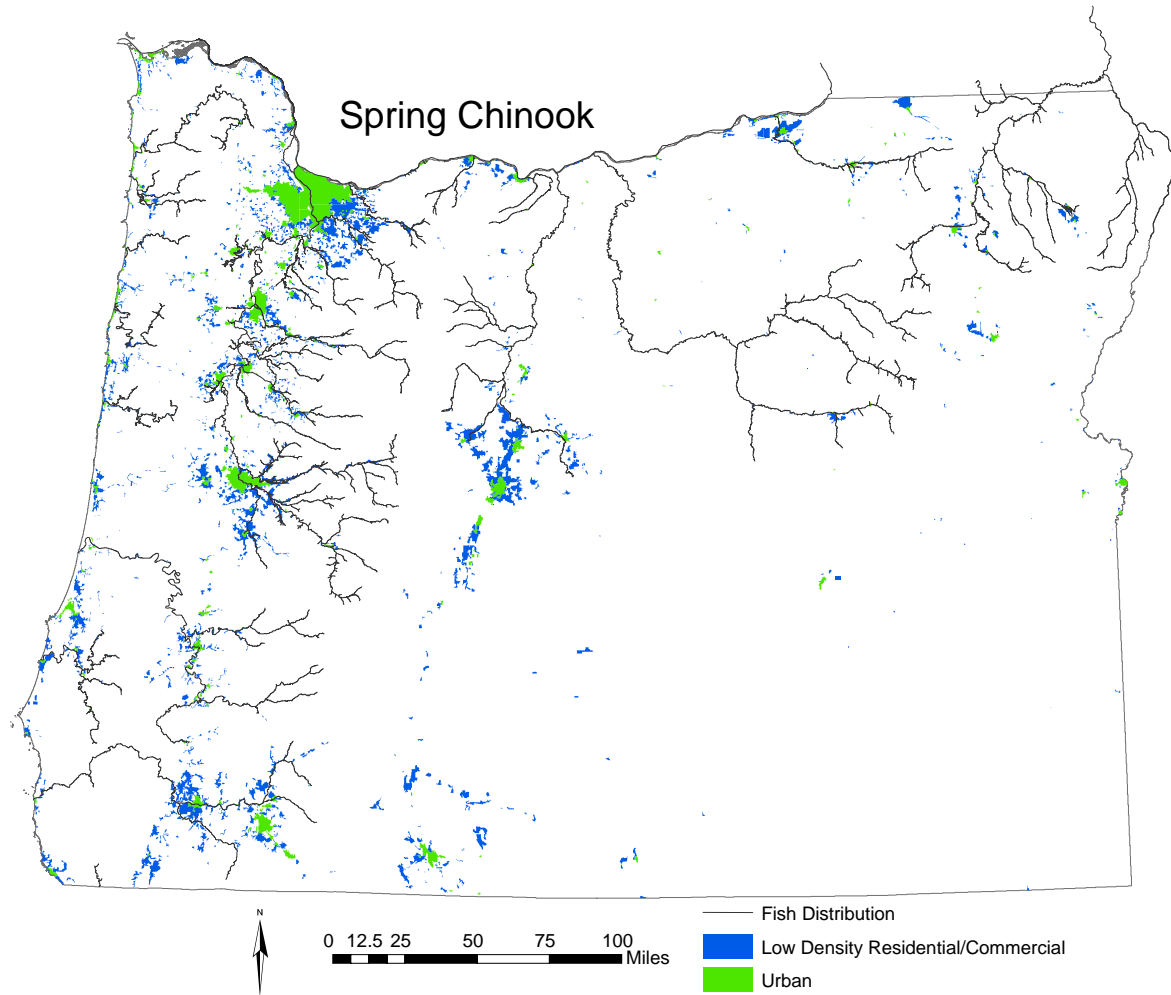 Spring Chinook
N
0 12.5 25 50 75 100
Miles
Fish Distribution
Low Density Residential/Commercial
Urban